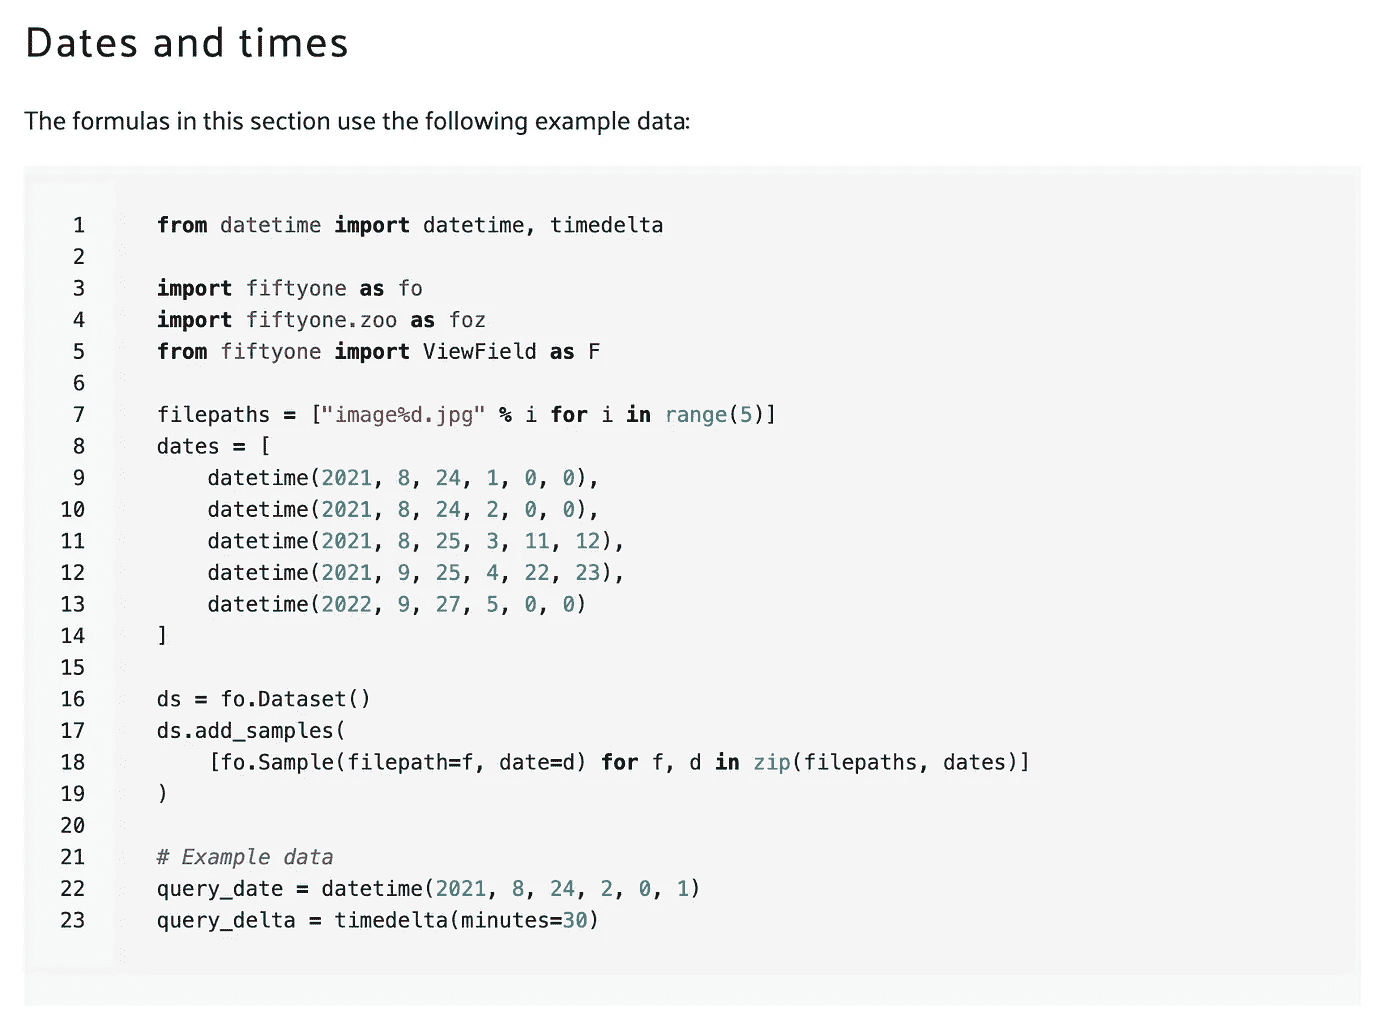 Dates and times
The formulas in this section use the following example data:
1 from datetime import datetime, timedelta
2
3 import fiftyone as fo
4 import fiftyone.zoo as foz
5 from fiftyone import ViewField as F
6
7 filepaths = ["image%d.jpg" % i for i in range(5)]
8 dates = [
9     datetime(2021, 8, 24, 1, 0, 0),
10     datetime(2021, 8, 24, 2, 0, 0),
11     datetime(2021, 8, 25, 3, 11, 12),
12     datetime(2021, 9, 25, 4, 22, 23),
13     datetime(2022, 9, 27, 5, 0, 0)
14 ]
15
16 ds = fo.Dataset()
17 ds.add_samples(
18     [fo.Sample(filepath=f, date=d) for f, d in zip(filepaths, dates)]
19 )
20
21 # Example data
22 query_date = datetime(2021, 8, 24, 2, 0, 1)
23 query_delta = timedelta(minutes=30)